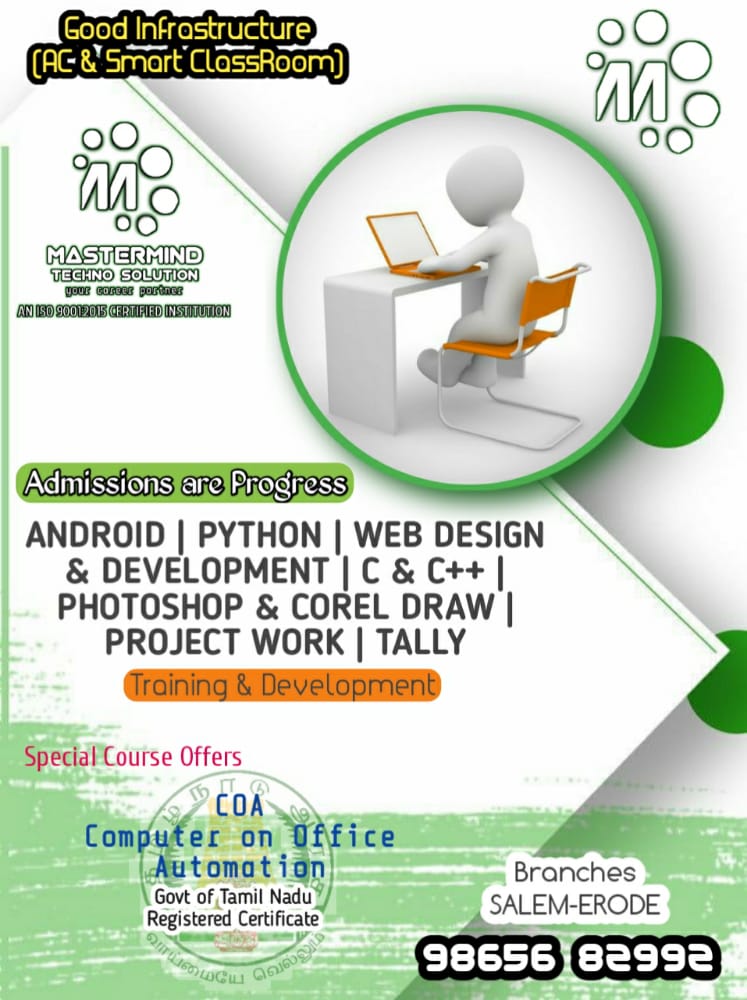 Good Infrastructure
(AC & Smart ClassRoom)
M
M
MASTERMIND
TECHNO SOLUTION
your career partner
AN ISO 9001:2015 CERTIFIED INSTITUTION
Admissions are Progress
ANDROID | PYTHON | WEB DESIGN
& DEVELOPMENT | C & C++ |
PHOTOSHOP & COREL DRAW |
PROJECT WORK | TALLY
Training & Development
Special Course Offers
COA
Computer on Office
Automation
Govt of Tamil Nadu
Registered Certificate
வாய்மையே வெல்லும்
Branches
SALEM-ERODE
98656 82992